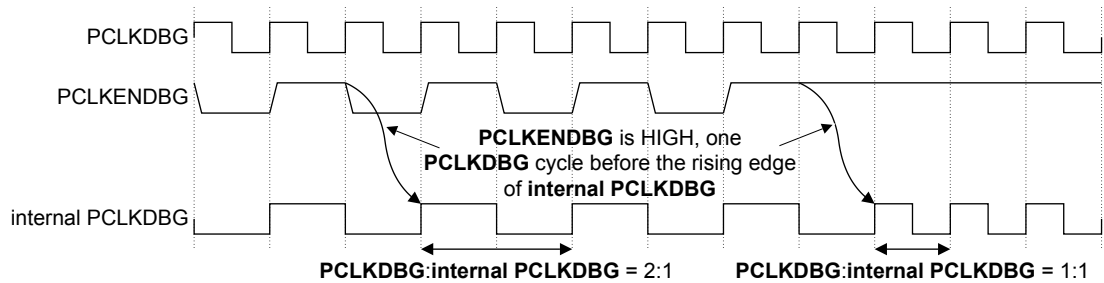 PCLKDBG
PCLKENDBG
PCLKENDBG is HIGH, one
PCLKDBG cycle before the rising edge
of internal PCLKDBG
internal PCLKDBG
PCLKDBG:internal PCLKDBG = 2:1
PCLKDBG:internal PCLKDBG = 1:1